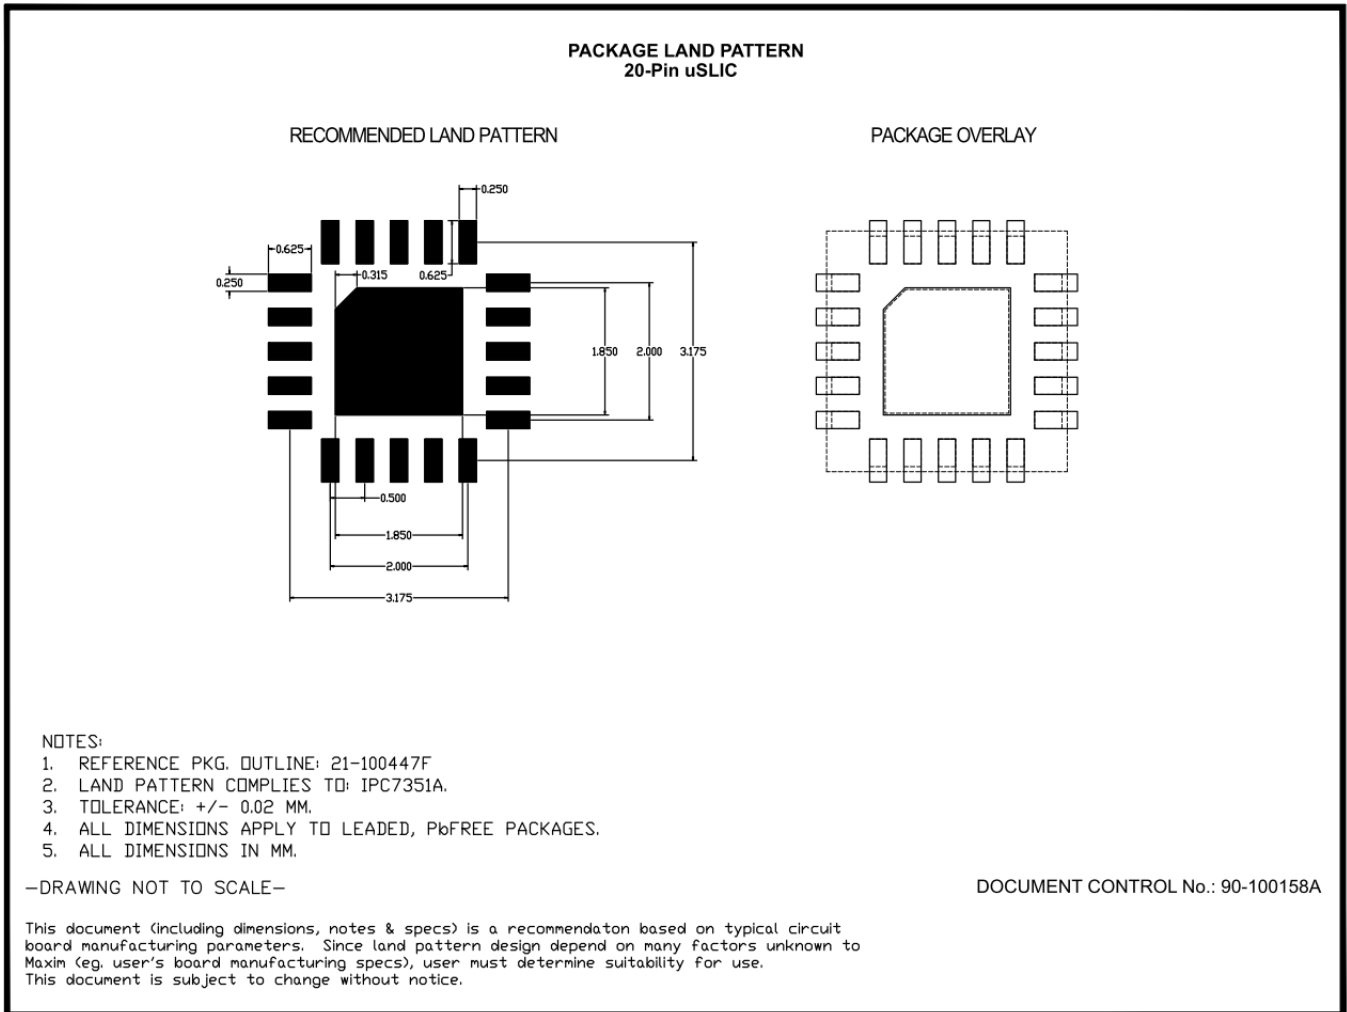 PACKAGE LAND PATTERN
20-Pin uSLIC
RECOMMENDED LAND PATTERN
PACKAGE OVERLAY
0.250
0.625
0.315
0.625
0.250
1.850
2.000
3.175
0.500
1.850
2.000
3.175
NOTES:
1. REFERENCE PKG. OUTLINE: 21-100447F
2. LAND PATTERN COMPLIES TO: IPC7351A.
3. TOLERANCE: +/- 0.02 MM.
4. ALL DIMENSIONS APPLY TO LEADED, PbFREE PACKAGES.
5. ALL DIMENSIONS IN MM.
-DRAWING NOT TO SCALE-
DOCUMENT CONTROL No.: 90-100158A
This document (including dimensions, notes & specs) is a recommendaton based on typical circuit
board manufacturing parameters. Since land pattern design depend on many factors unknown to
Maxim (eg. user's board manufacturing specs), user must determine suitability for use.
This document is subject to change without notice.